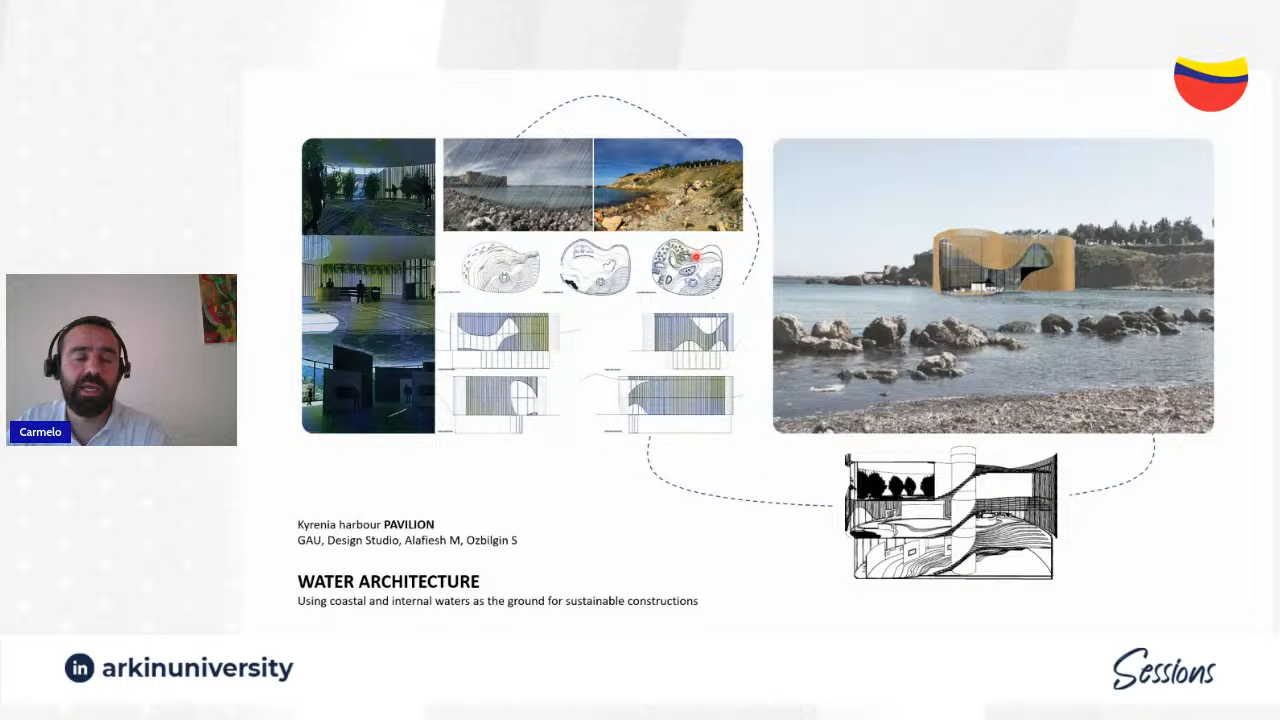 Carmelo
Kyrenia harbour PAVILION
GAU, Design Studio, Alafiesh M, Ozbilgin S
WATER ARCHITECTURE
Using coastal and internal waters as the ground for sustainable constructions
in arkinuniversity
Sessions